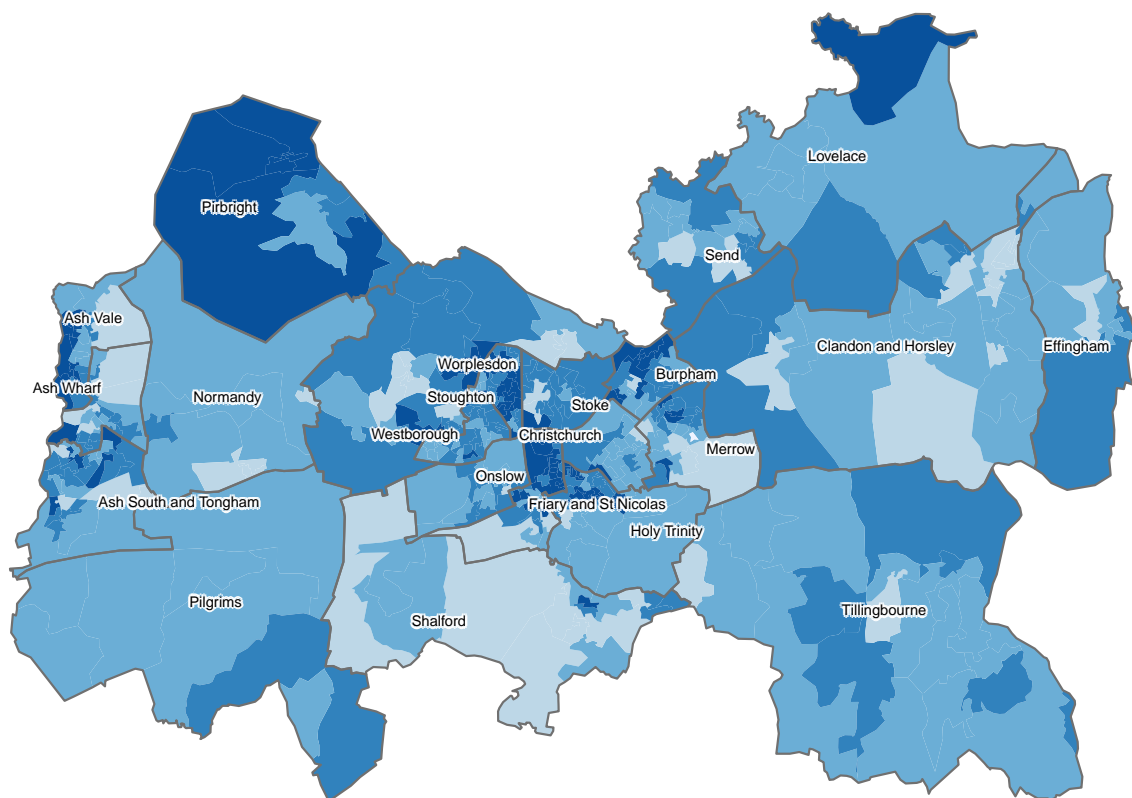 Lovelace
Pirbright
Send
Ash Vale
Clandon and Horsley
Effingham
Worplesdon
Burpham
Ash Wharf
Normandy
Stoughton
Stoke
Westborough
Christchurch
Merrow
Onslow
Ash South and Tongham
Friary and St Nicolas
Holy Trinity
Pilgrims
Tillingbourne
Shalford